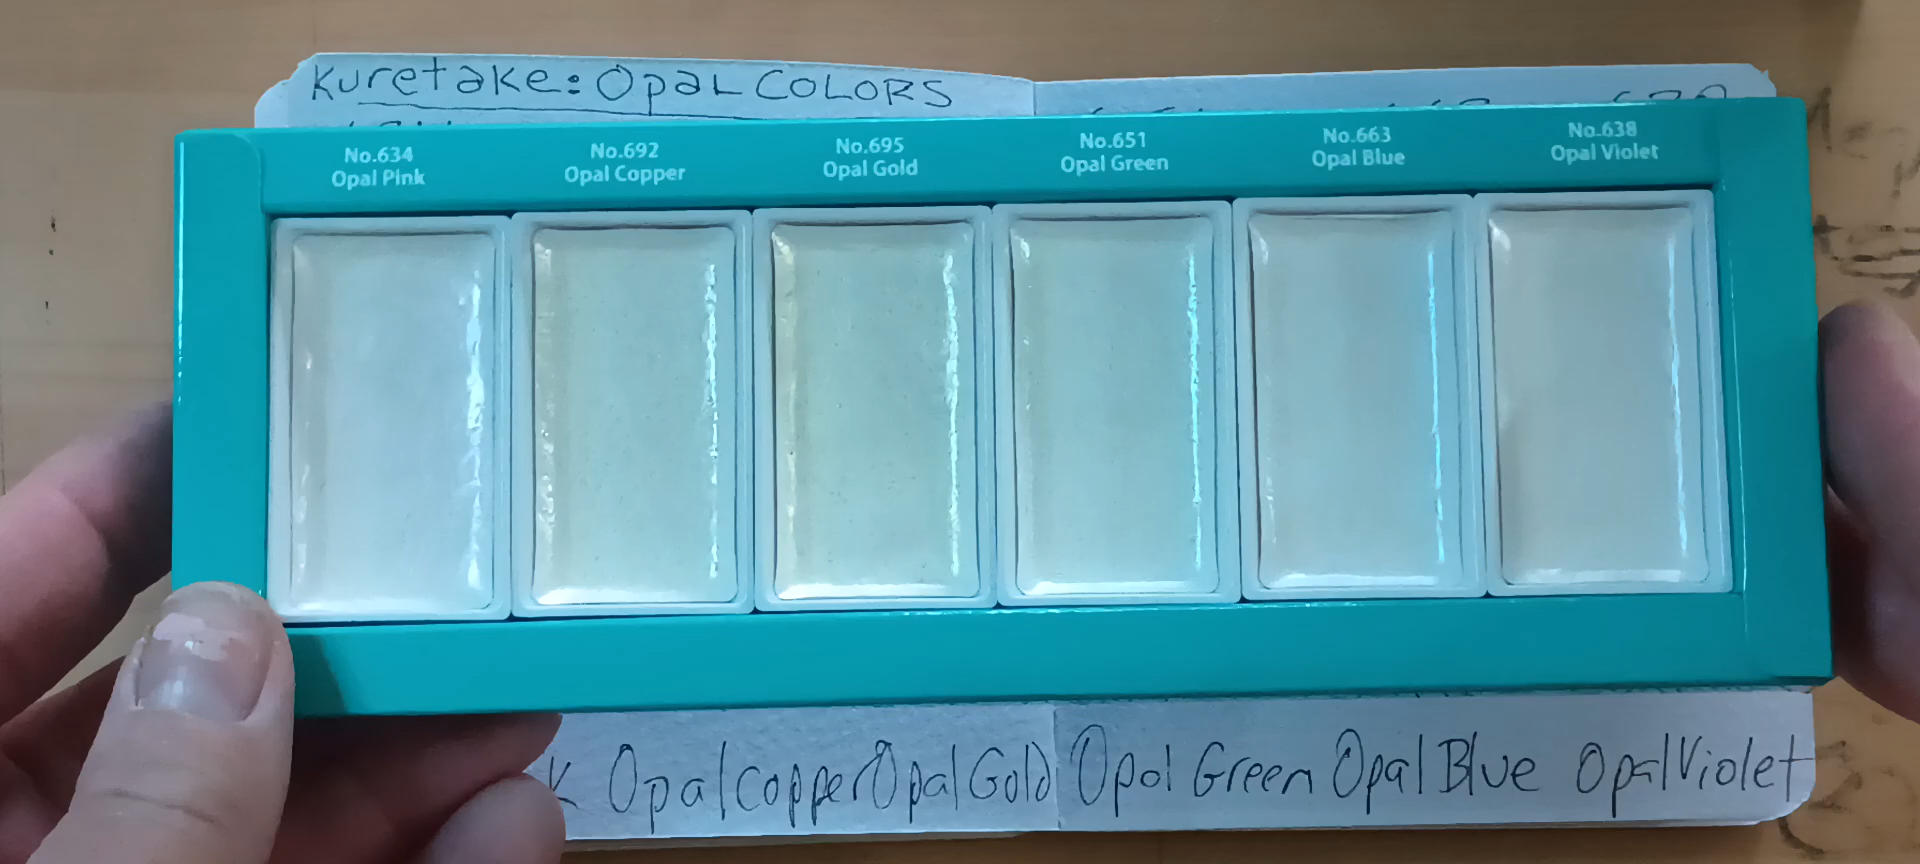 Kuretake: Opal COLORS
No.634
Opal Pink
No.692
Opal Copper
No.695
Opal Gold
No.651
Opal Green
No.663
Opal Blue
No.638
Opal Violet
Opal Copper Opal Gold Opal Green Opal Blue Opal Violet